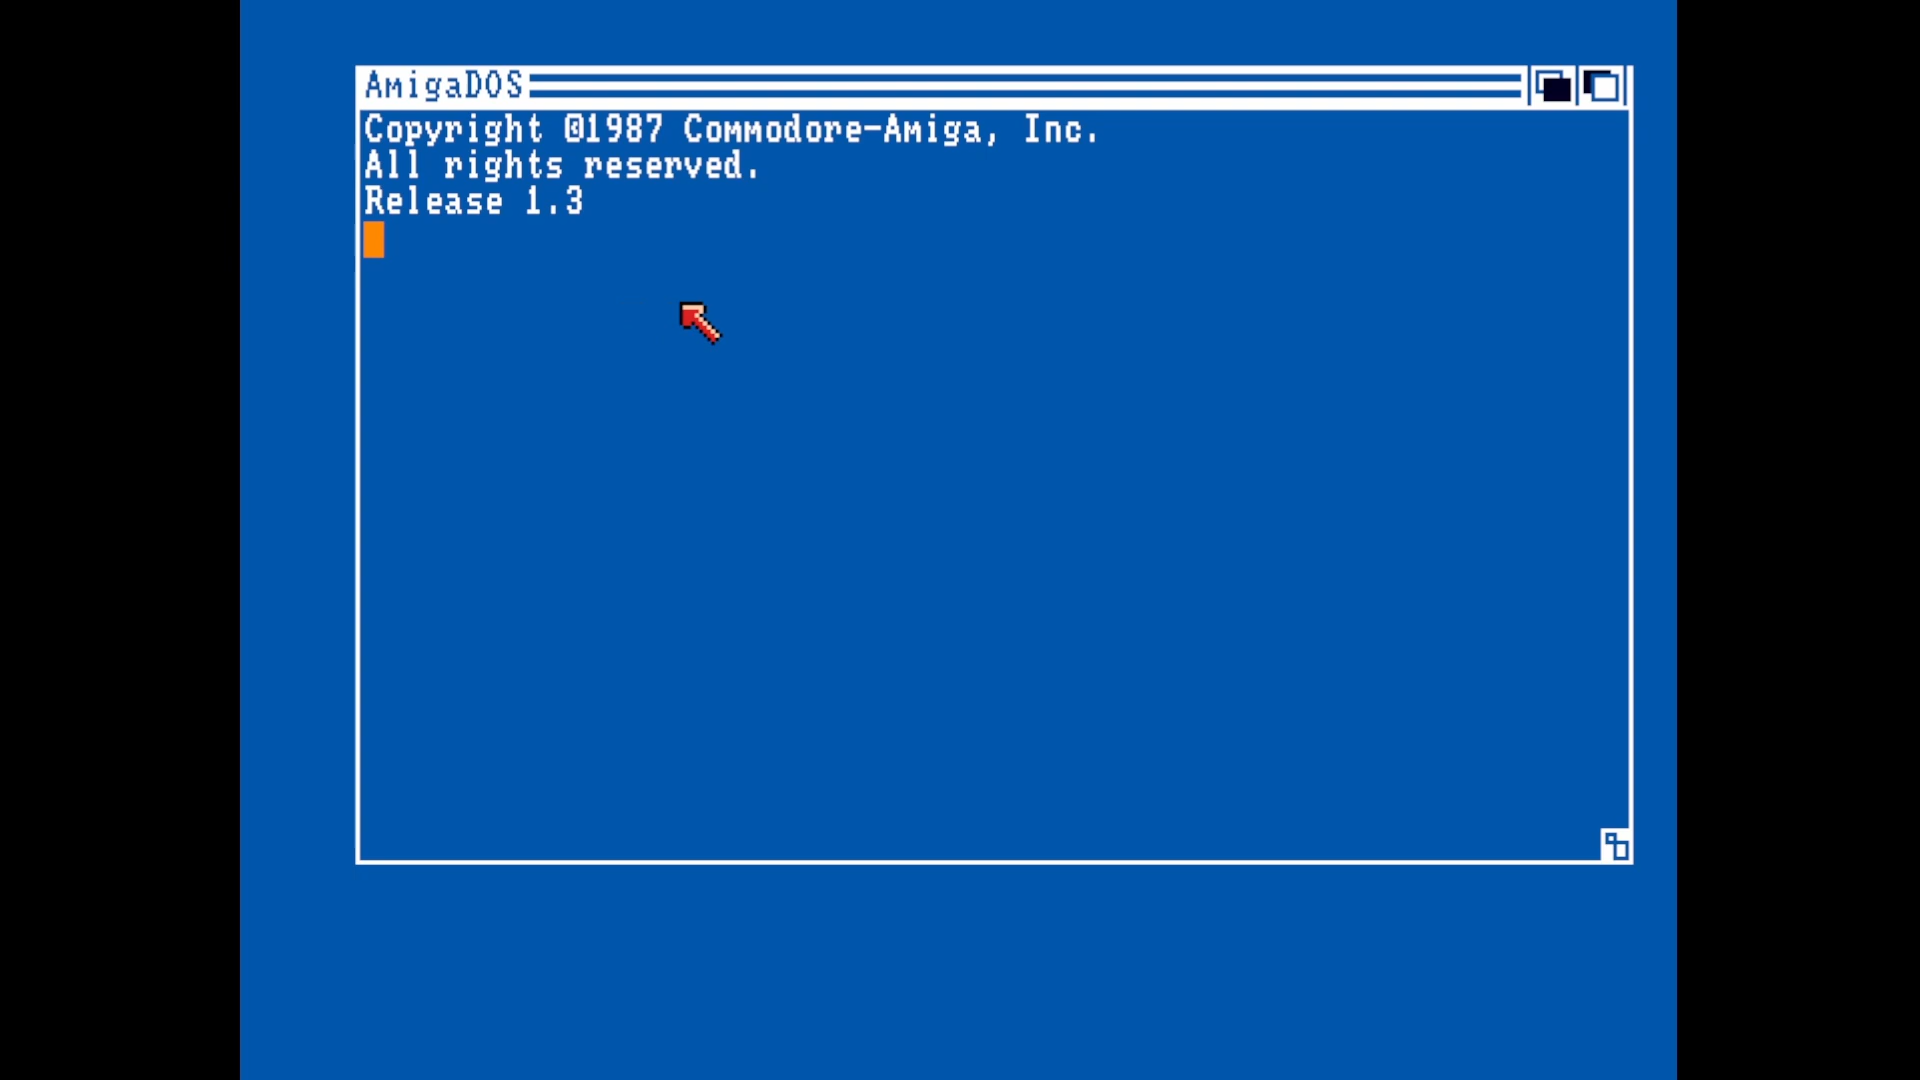 AmigaDOS
Copyright ©1987 Commodore-Amiga, Inc.
All rights reserved.
Release 1.3